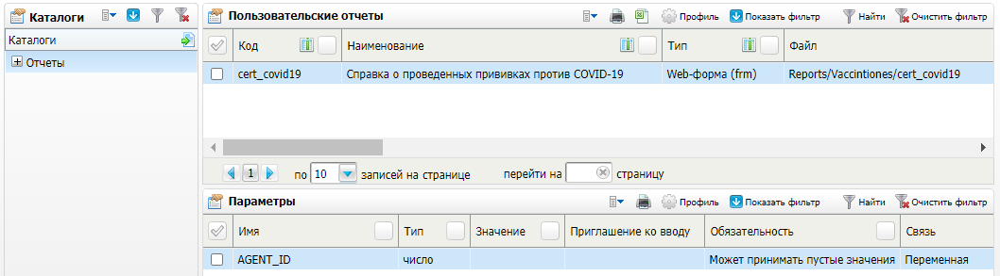 Каталоги
Каталоги
Отчеты
Пользовательские отчеты Профиль Показать фильтр Найти Очистить фильтр
Код Наименование Тип Файл
cert_covid19 Справка о проведенных прививках против COVID-19 Web-форма (frm) Reports/Vaccintiones/cert_covid19
1 по 10 записей на странице перейти на страницу
Параметры Профиль Показать фильтр Найти Очистить фильтр
Имя Тип Значение Приглашение ко вводу Обязательность Связь
AGENT_ID число Может принимать пустые значения Переменная